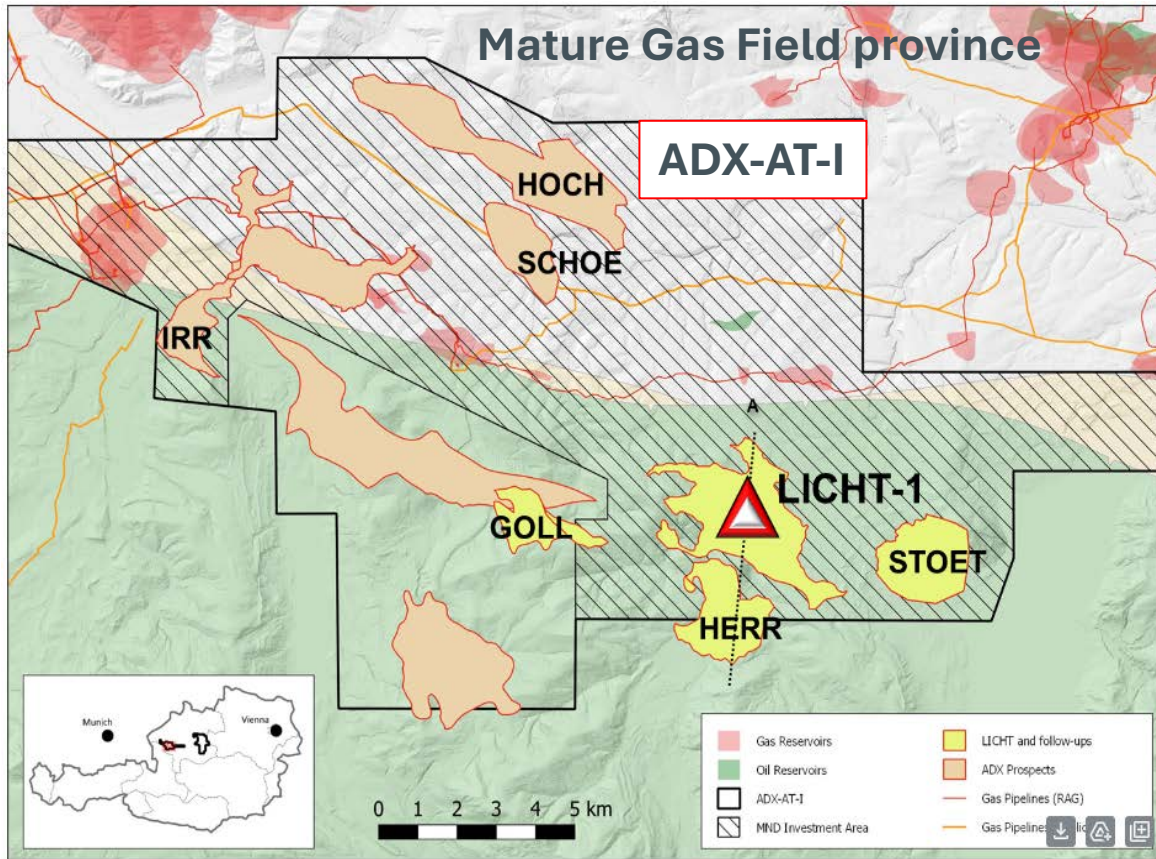 Mature Gas Field province
ADX-AT-I
HOCH
SCHOE
IRR
A
LICHT-1
GOLL
STOET
HERR
Munich
Vienna
0 1 2 3 4 5 km
Gas Reservoirs
Oil Reservoirs
ADX-AT-I
MND Investment Area
LICHT and follow-ups
ADX Prospects
Gas Pipelines (RAG)
Gas Pipelines